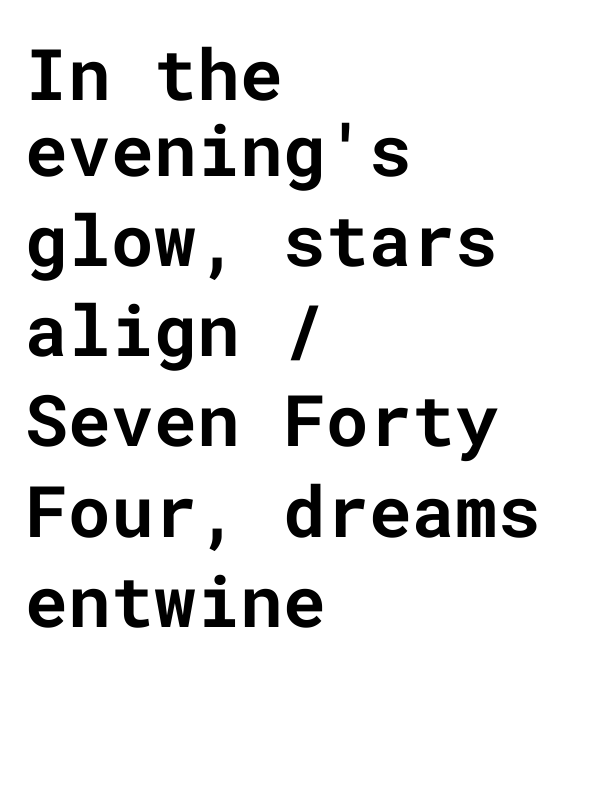 In the
evening's
glow, stars
align /
Seven Forty
Four, dreams
entwine